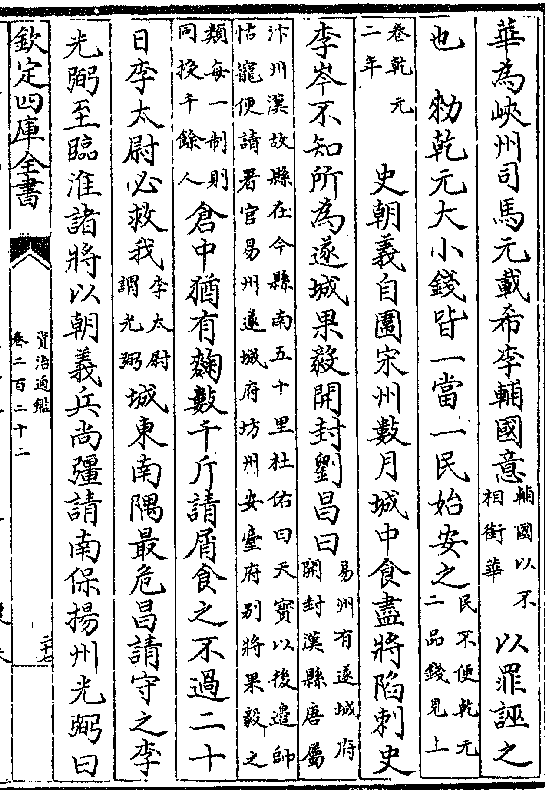 華為峽州司馬元載希李輔國意輔國以不相銜華以罪誣之
也 勑乾元大小錢皆一當一民始安之民不便乾元二品錢見上
卷乾元二年 史朝義自圍宋州數月城中食盡將陷刺史
李岑不知所為遂城果毅開封劉昌曰易州有遂城府開封漢縣唐屬
汴州漢故縣在今縣南五十里杜佑曰天寶以後邊帥怙寵便請署官易州遂城府坊州安臺府别將果毅之
類每一制則同授千餘人倉中猶有麴數千斤請屑食之不過二十
日李太尉必救我李太尉謂光弼城東南隅最危昌請守之李
光弼至臨淮諸將以朝義兵尚彊請南保揚州光弼曰
欽定四庫全書
資治通鑑
卷二百二十二